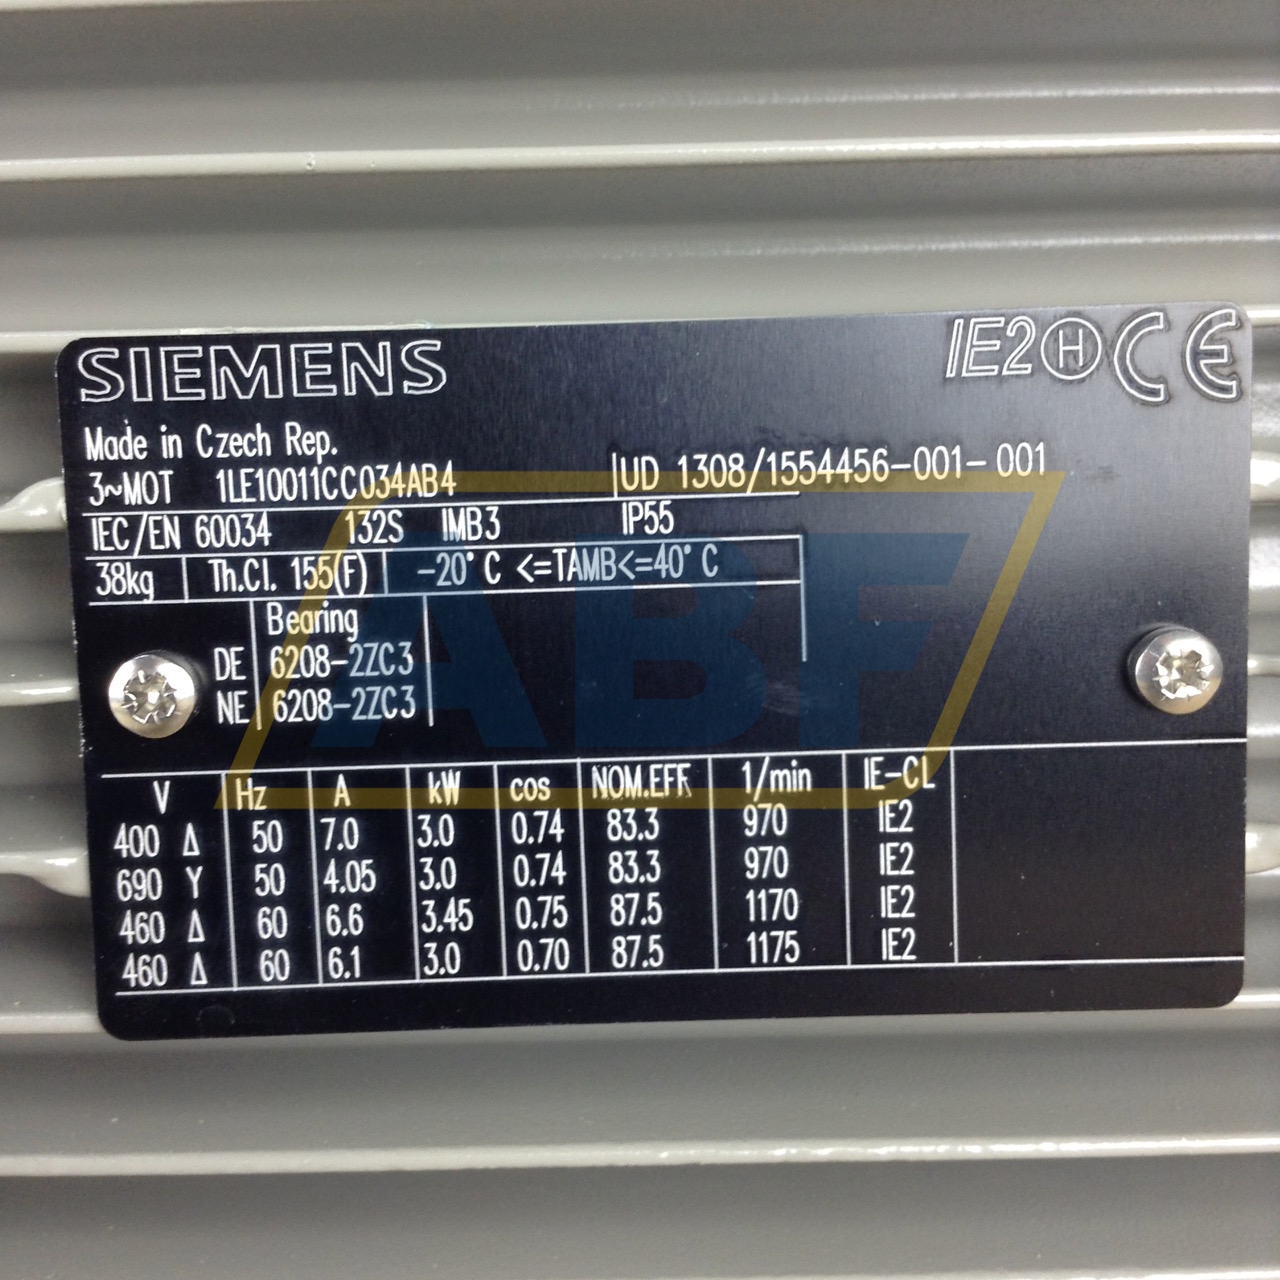 SIEMENS
IE2 H CE
Made in Czech Rep.
3~MOT 1LE10011CC034AB4 UD 1308/1554456-001-001
IEC/EN 60034 132S IMB3 IP55
38kg Th.Cl. 155(F) -20° C <=TAMB<=40° C
Bearing
DE 6208-2ZC3
NE 6208-2ZC3
V Hz A kW cos NOM.EFF 1/min IE-CL
400 Δ 50 7.0 3.0 0.74 83.3 970 IE2
690 Y 50 4.05 3.0 0.74 83.3 970 IE2
460 Δ 60 6.6 3.45 0.75 87.5 1170 IE2
460 Δ 60 6.1 3.0 0.70 87.5 1175 IE2
ABF